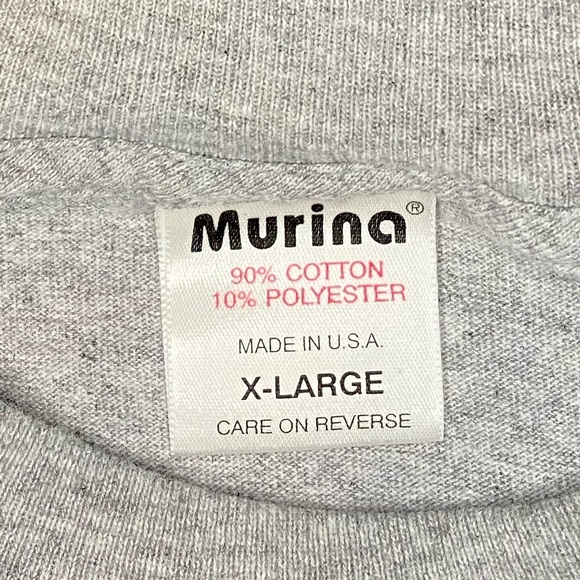 Murina®
90% COTTON
10% POLYESTER
MADE IN U.S.A.
X-LARGE
CARE ON REVERSE